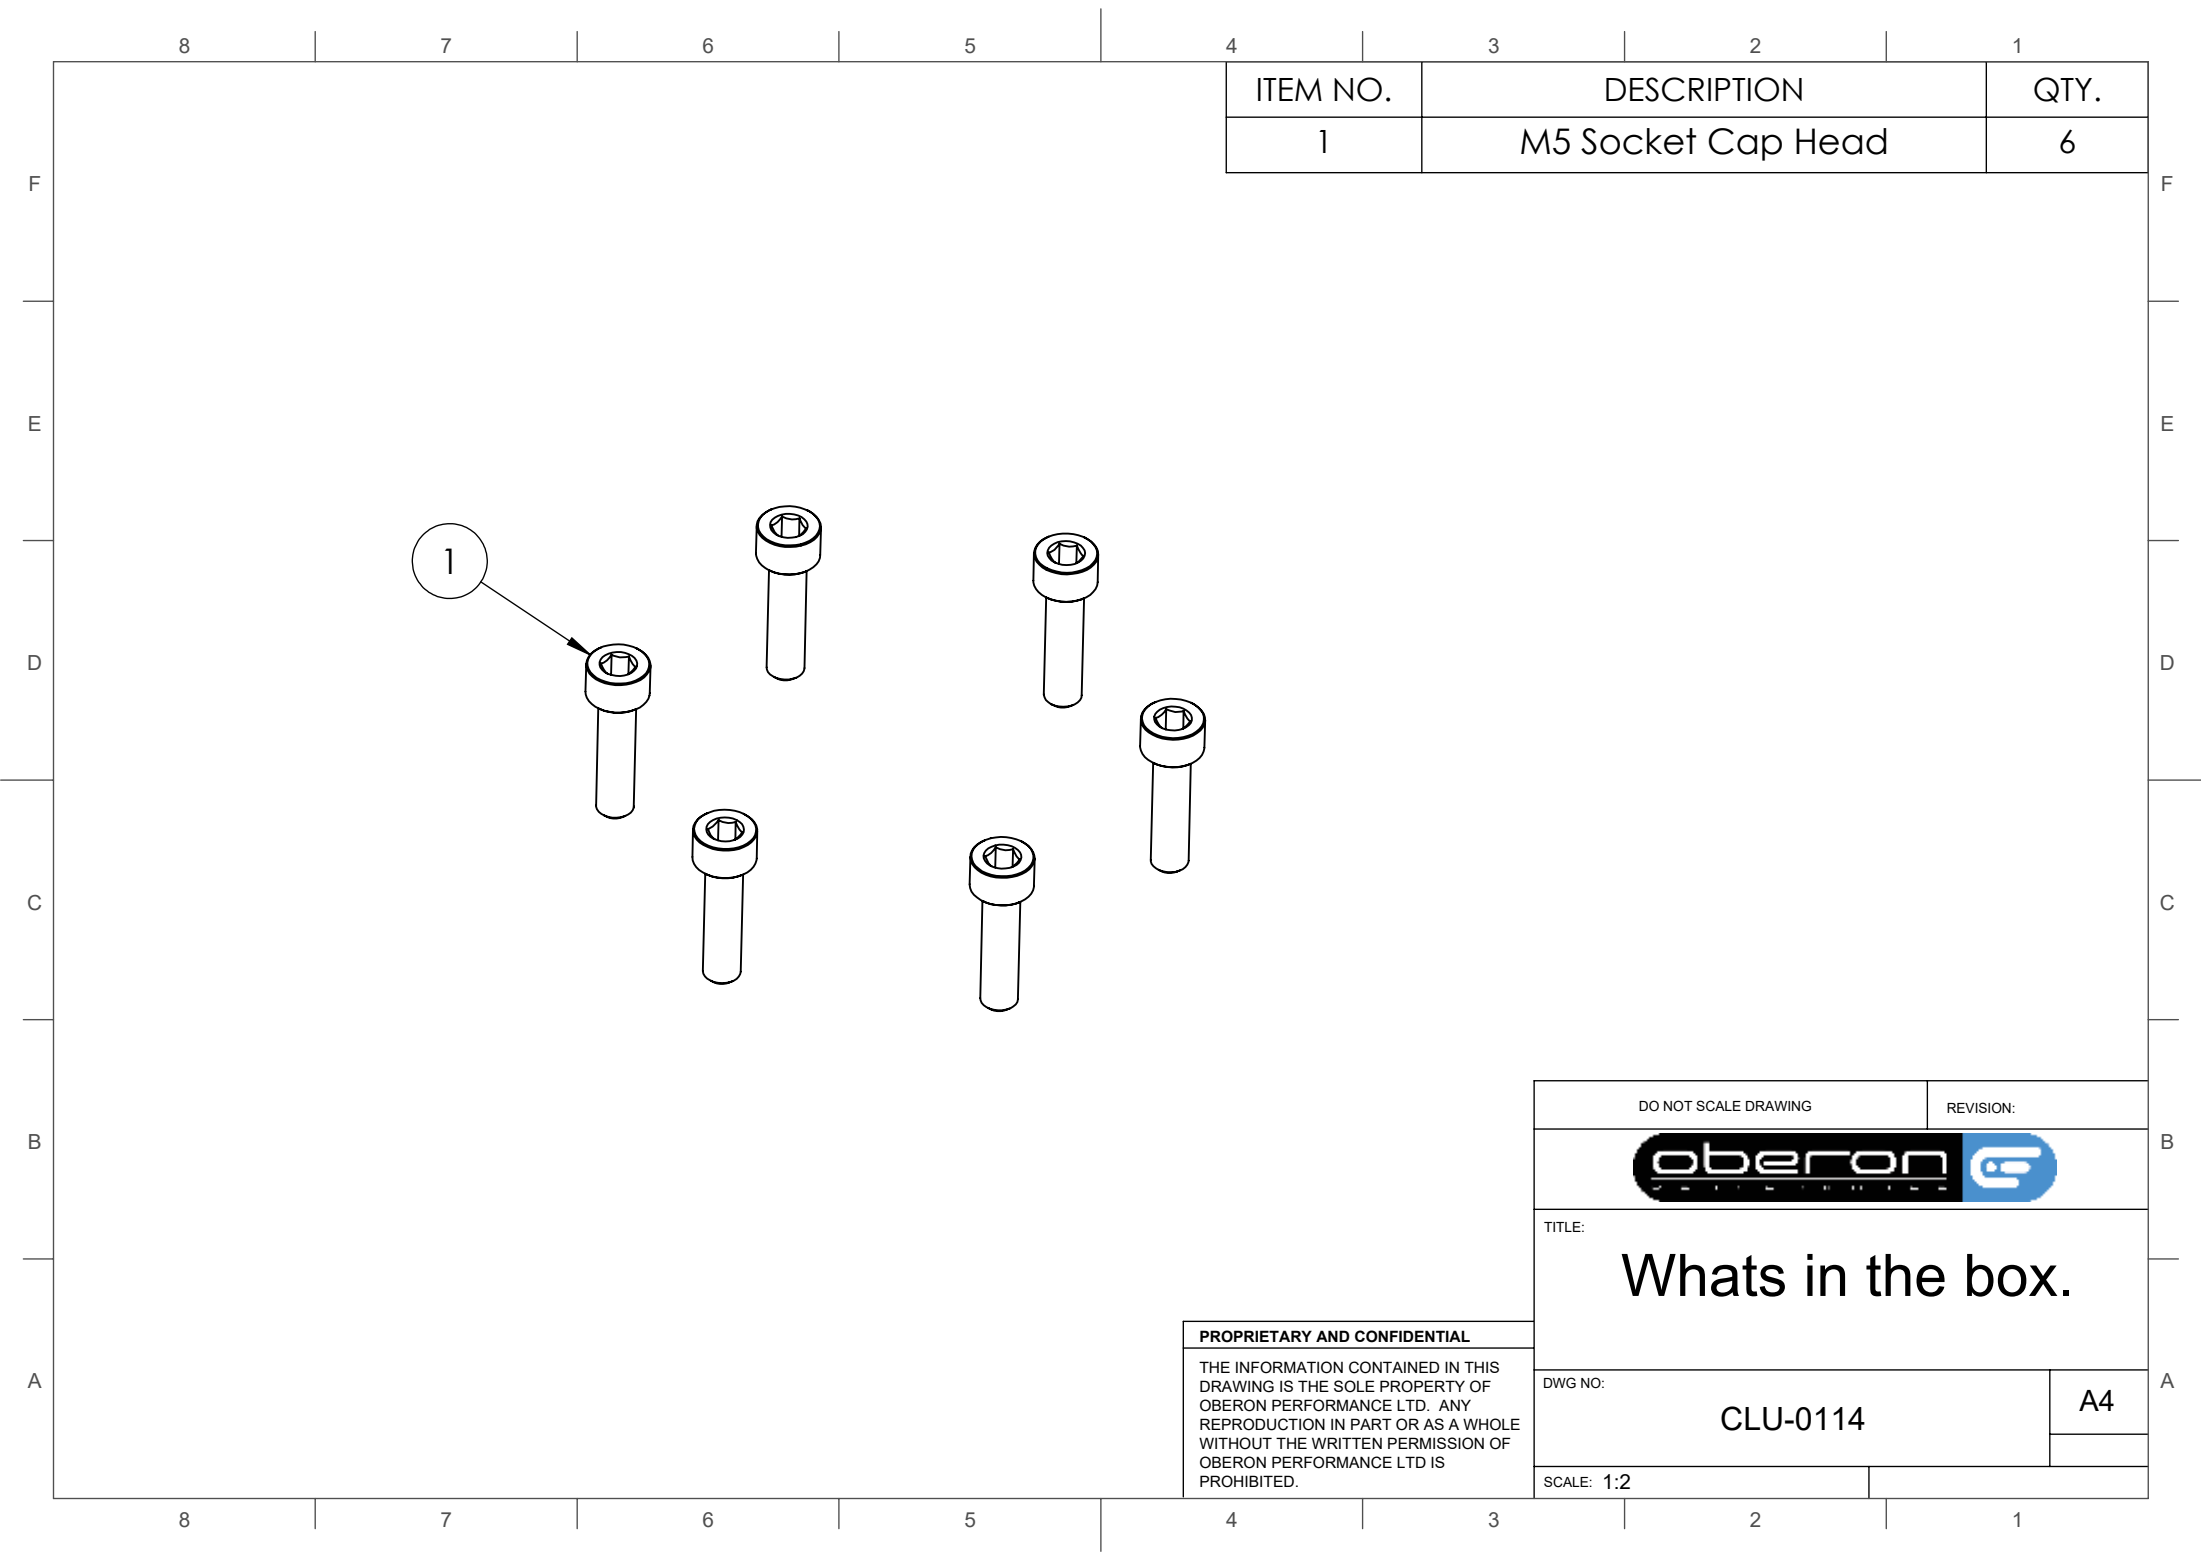 8 7 6 5 4 3 2 1
ITEM NO. DESCRIPTION QTY.
1 M5 Socket Cap Head 6
F F
E E
1
D D
C C
DO NOT SCALE DRAWING REVISION:
B B
oberon
TITLE:
Whats in the box.
PROPRIETARY AND CONFIDENTIAL
THE INFORMATION CONTAINED IN THIS
DRAWING IS THE SOLE PROPERTY OF
OBERON PERFORMANCE LTD. ANY
REPRODUCTION IN PART OR AS A WHOLE
WITHOUT THE WRITTEN PERMISSION OF
OBERON PERFORMANCE LTD IS
PROHIBITED.
A A
DWG NO:
CLU-0114
A4
SCALE: 1:2
8 7 6 5 4 3 2 1